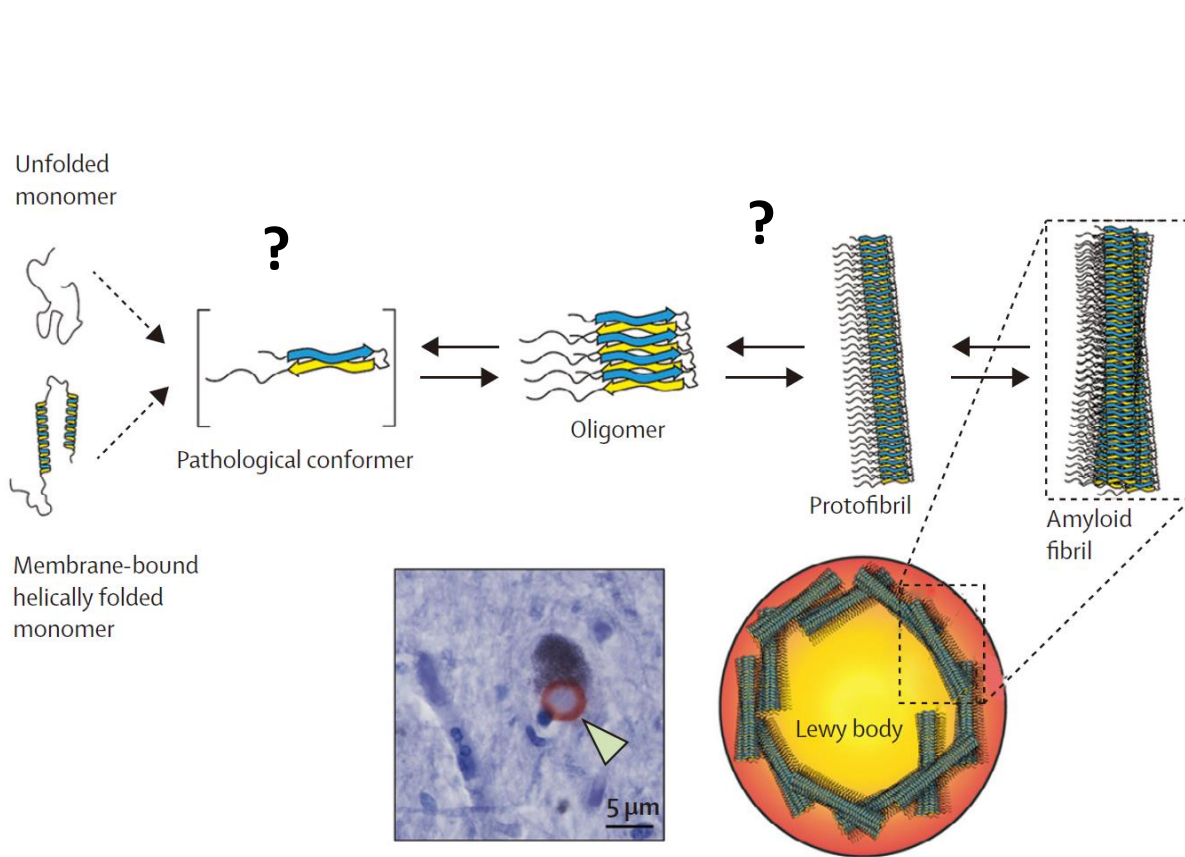 Unfolded
monomer
?
?
Pathological conformer
Oligomer
Protofibril
Amyloid
fibril
Membrane-bound
helically folded
monomer
Lewy body
5 µm